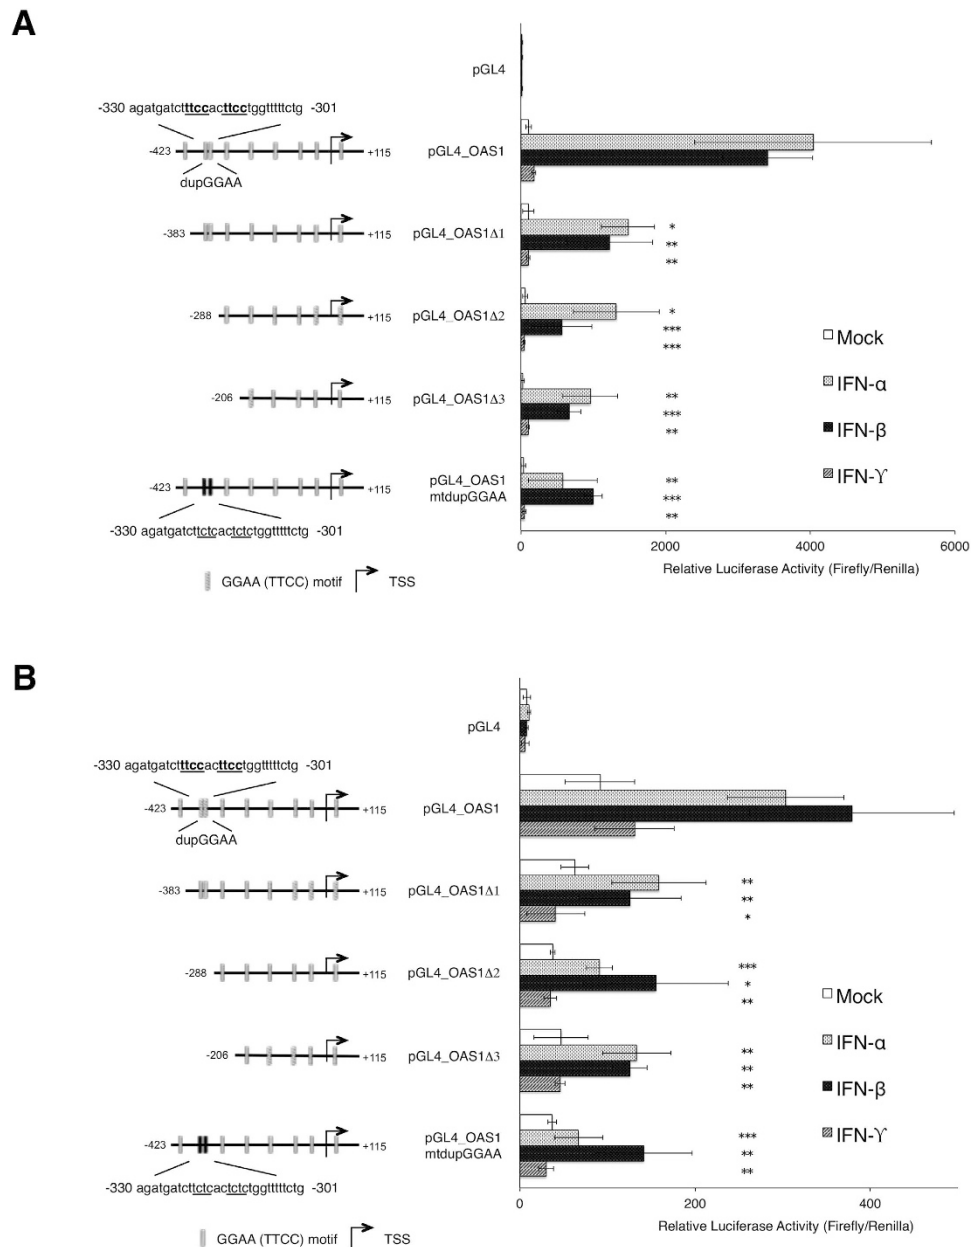 A
pGL4
-330 agatgatctttccacttcctggtttttctg -301
-423 +115 pGL4_OAS1
dupGGAA
-383 +115 pGL4_OAS1Δ1 *
**
**
-288 +115 pGL4_OAS1Δ2 *
***
***
Mock
IFN-α
IFN-β
IFN-ϒ
-206 +115 pGL4_OAS1Δ3 **
***
**
-423 +115 pGL4_OAS1
mtdupGGAA **
***
**
-330 agatgatcttctcactctctggtttttctg -301
0 2000 4000 6000
Relative Luciferase Activity (Firefly/Renilla)
GGAA (TTCC) motif TSS
B
pGL4
-330 agatgatctttccacttcctggtttttctg -301
-423 +115 pGL4_OAS1
dupGGAA
-383 +115 pGL4_OAS1Δ1 **
**
*
-288 +115 pGL4_OAS1Δ2 ***
*
**
Mock
IFN-α
IFN-β
IFN-ϒ
-206 +115 pGL4_OAS1Δ3 **
**
**
-423 +115 pGL4_OAS1
mtdupGGAA ***
**
**
-330 agatgatcttctcactctctggtttttctg -301
0 200 400
Relative Luciferase Activity (Firefly/Renilla)
GGAA (TTCC) motif TSS